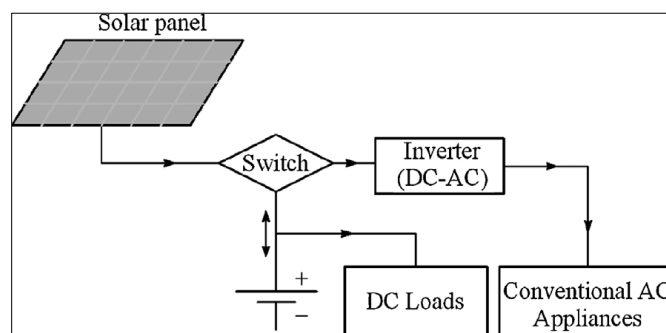 Solar panel
Switch
Inverter
(DC-AC)
+
−
DC Loads
Conventional AC
Appliances